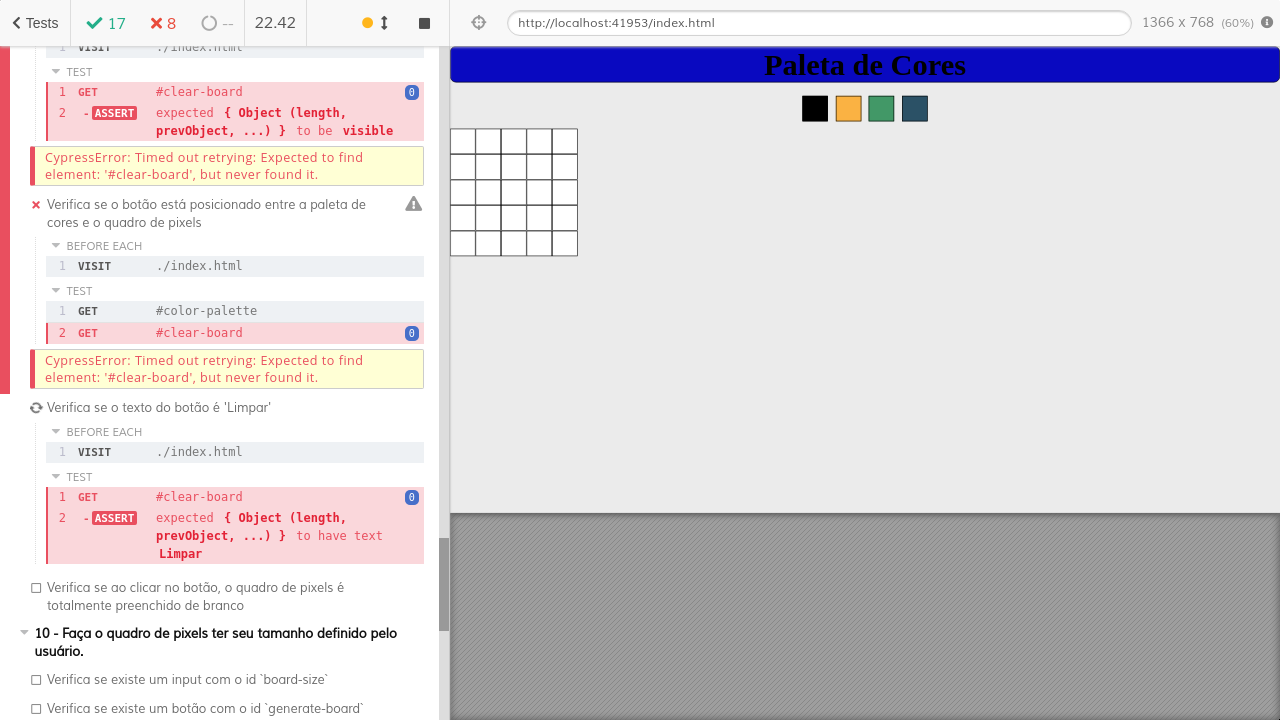 Tests
17
8
--
22.42
http://localhost:41953/index.html
1366 x 768 (60%)
1 VISIT ./index.html
TEST
1 GET #clear-board 0
2 -ASSERT expected { Object (length,
prevObject, ...) } to be visible
CypressError: Timed out retrying: Expected to find
element: '#clear-board', but never found it.
Verifica se o botão está posicionado entre a paleta de
cores e o quadro de pixels
BEFORE EACH
1 VISIT ./index.html
TEST
1 GET #color-palette
2 GET #clear-board 0
CypressError: Timed out retrying: Expected to find
element: '#clear-board', but never found it.
Verifica se o texto do botão é 'Limpar'
BEFORE EACH
1 VISIT ./index.html
TEST
1 GET #clear-board 0
2 -ASSERT expected { Object (length,
prevObject, ...) } to have text
Limpar
Verifica se ao clicar no botão, o quadro de pixels é
totalmente preenchido de branco
10 - Faça o quadro de pixels ter seu tamanho definido pelo
usuário.
Verifica se existe um input com o id `board-size`
Verifica se existe um botão com o id `generate-board`
Paleta de Cores